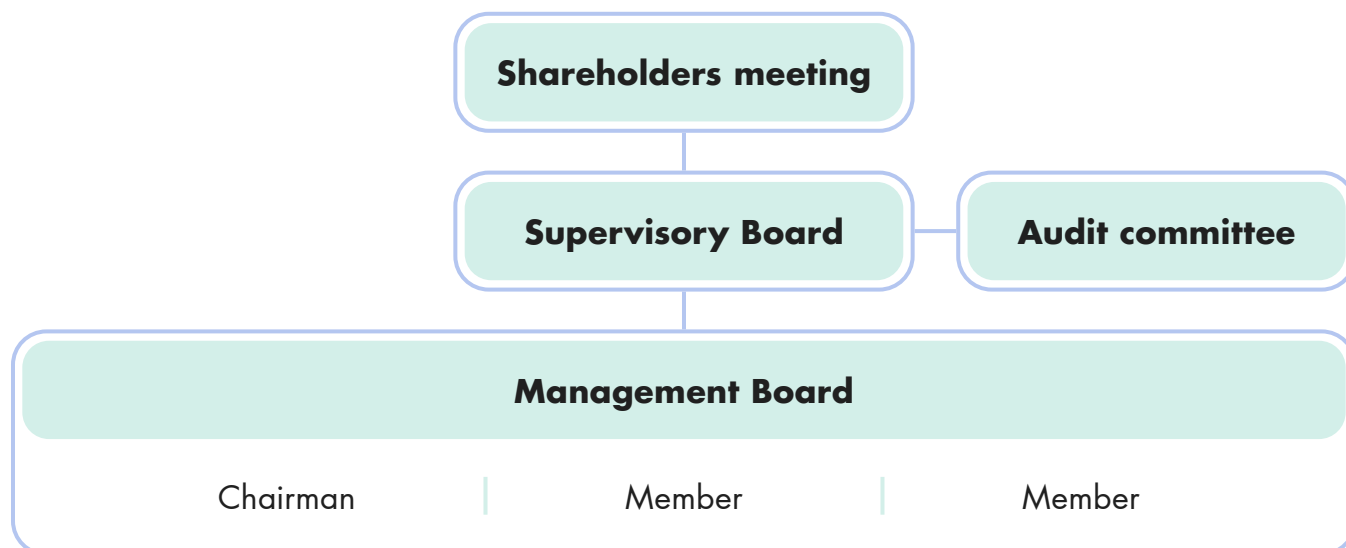 Shareholders meeting
Supervisory Board
Audit committee
Management Board
Chairman
Member
Member